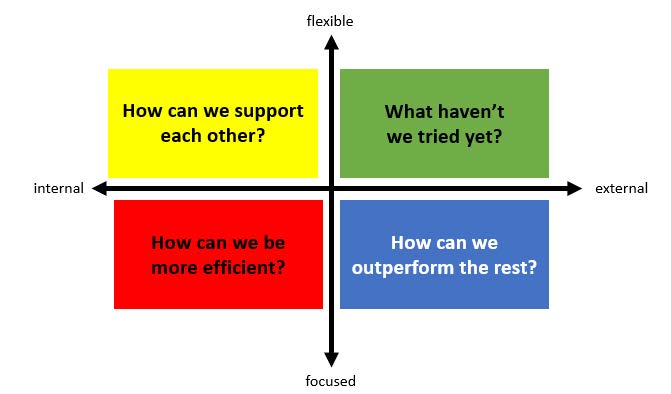 flexible
How can we support
each other?
What haven’t
we tried yet?
internal
external
How can we be
more efficient?
How can we
outperform the rest?
focused